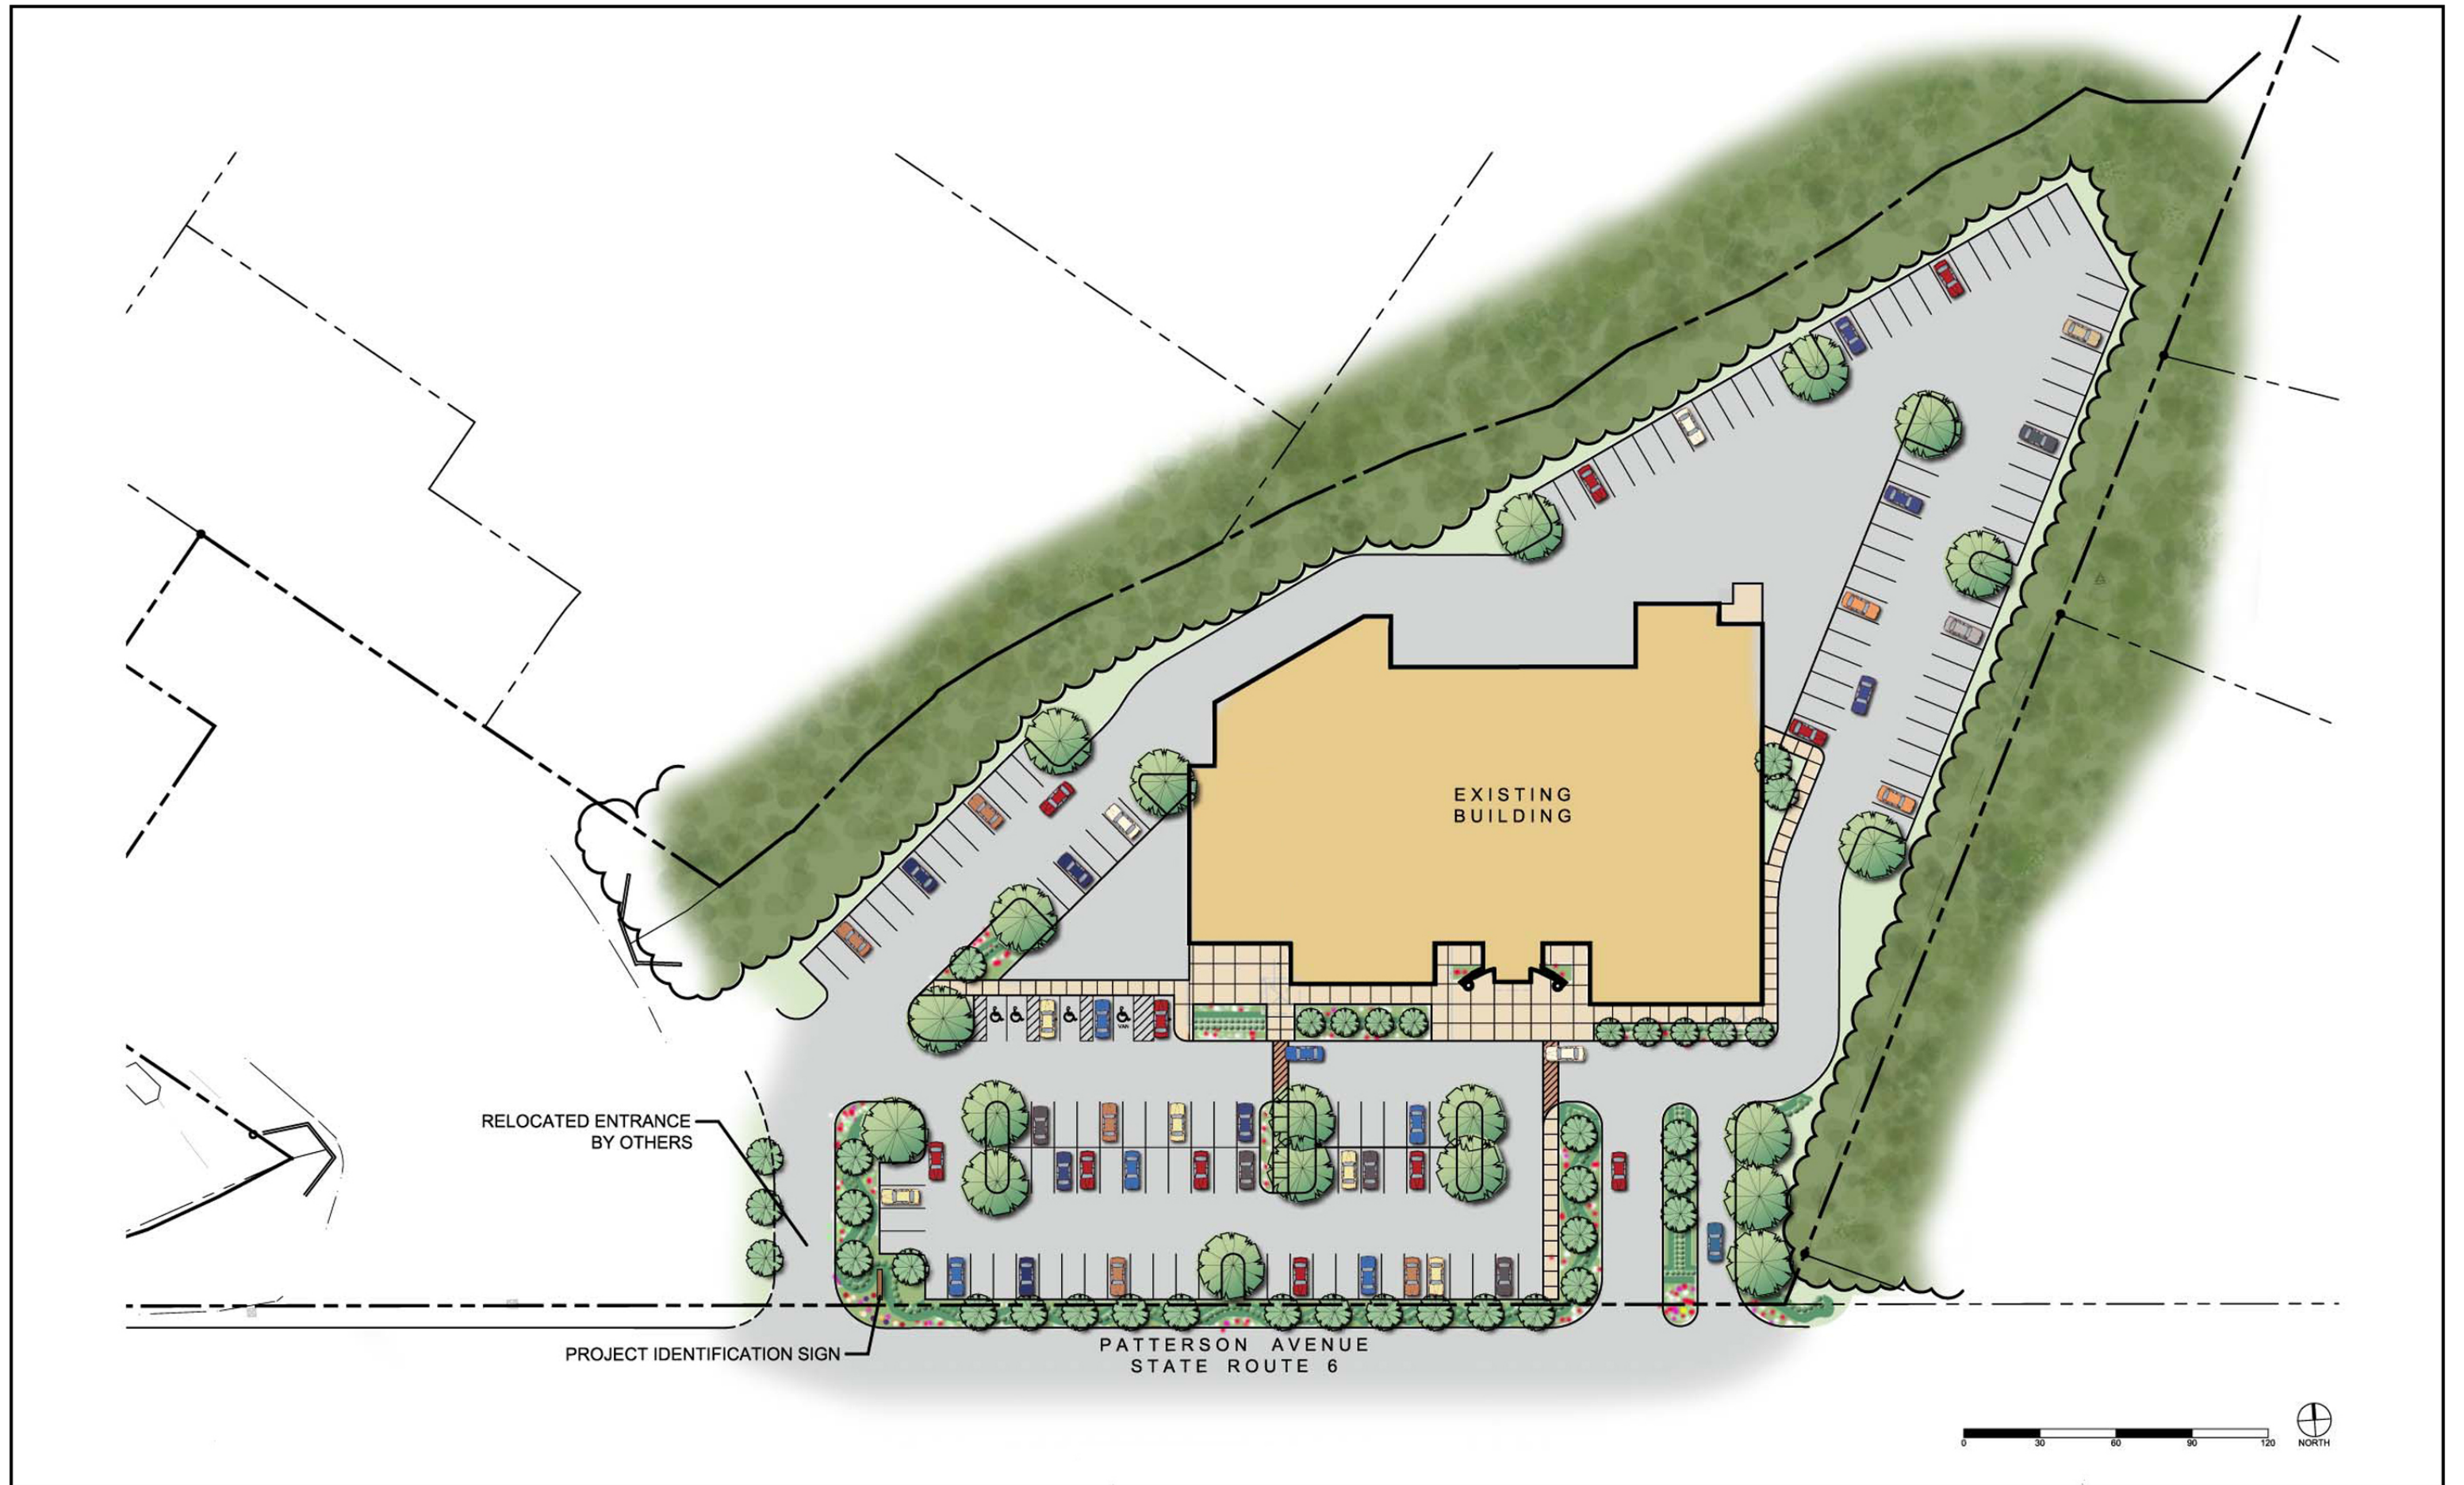 EXISTING
BUILDING
VAN
RELOCATED ENTRANCE
BY OTHERS
PROJECT IDENTIFICATION SIGN
PATTERSON AVENUE
STATE ROUTE 6
0 30 60 90 120
NORTH